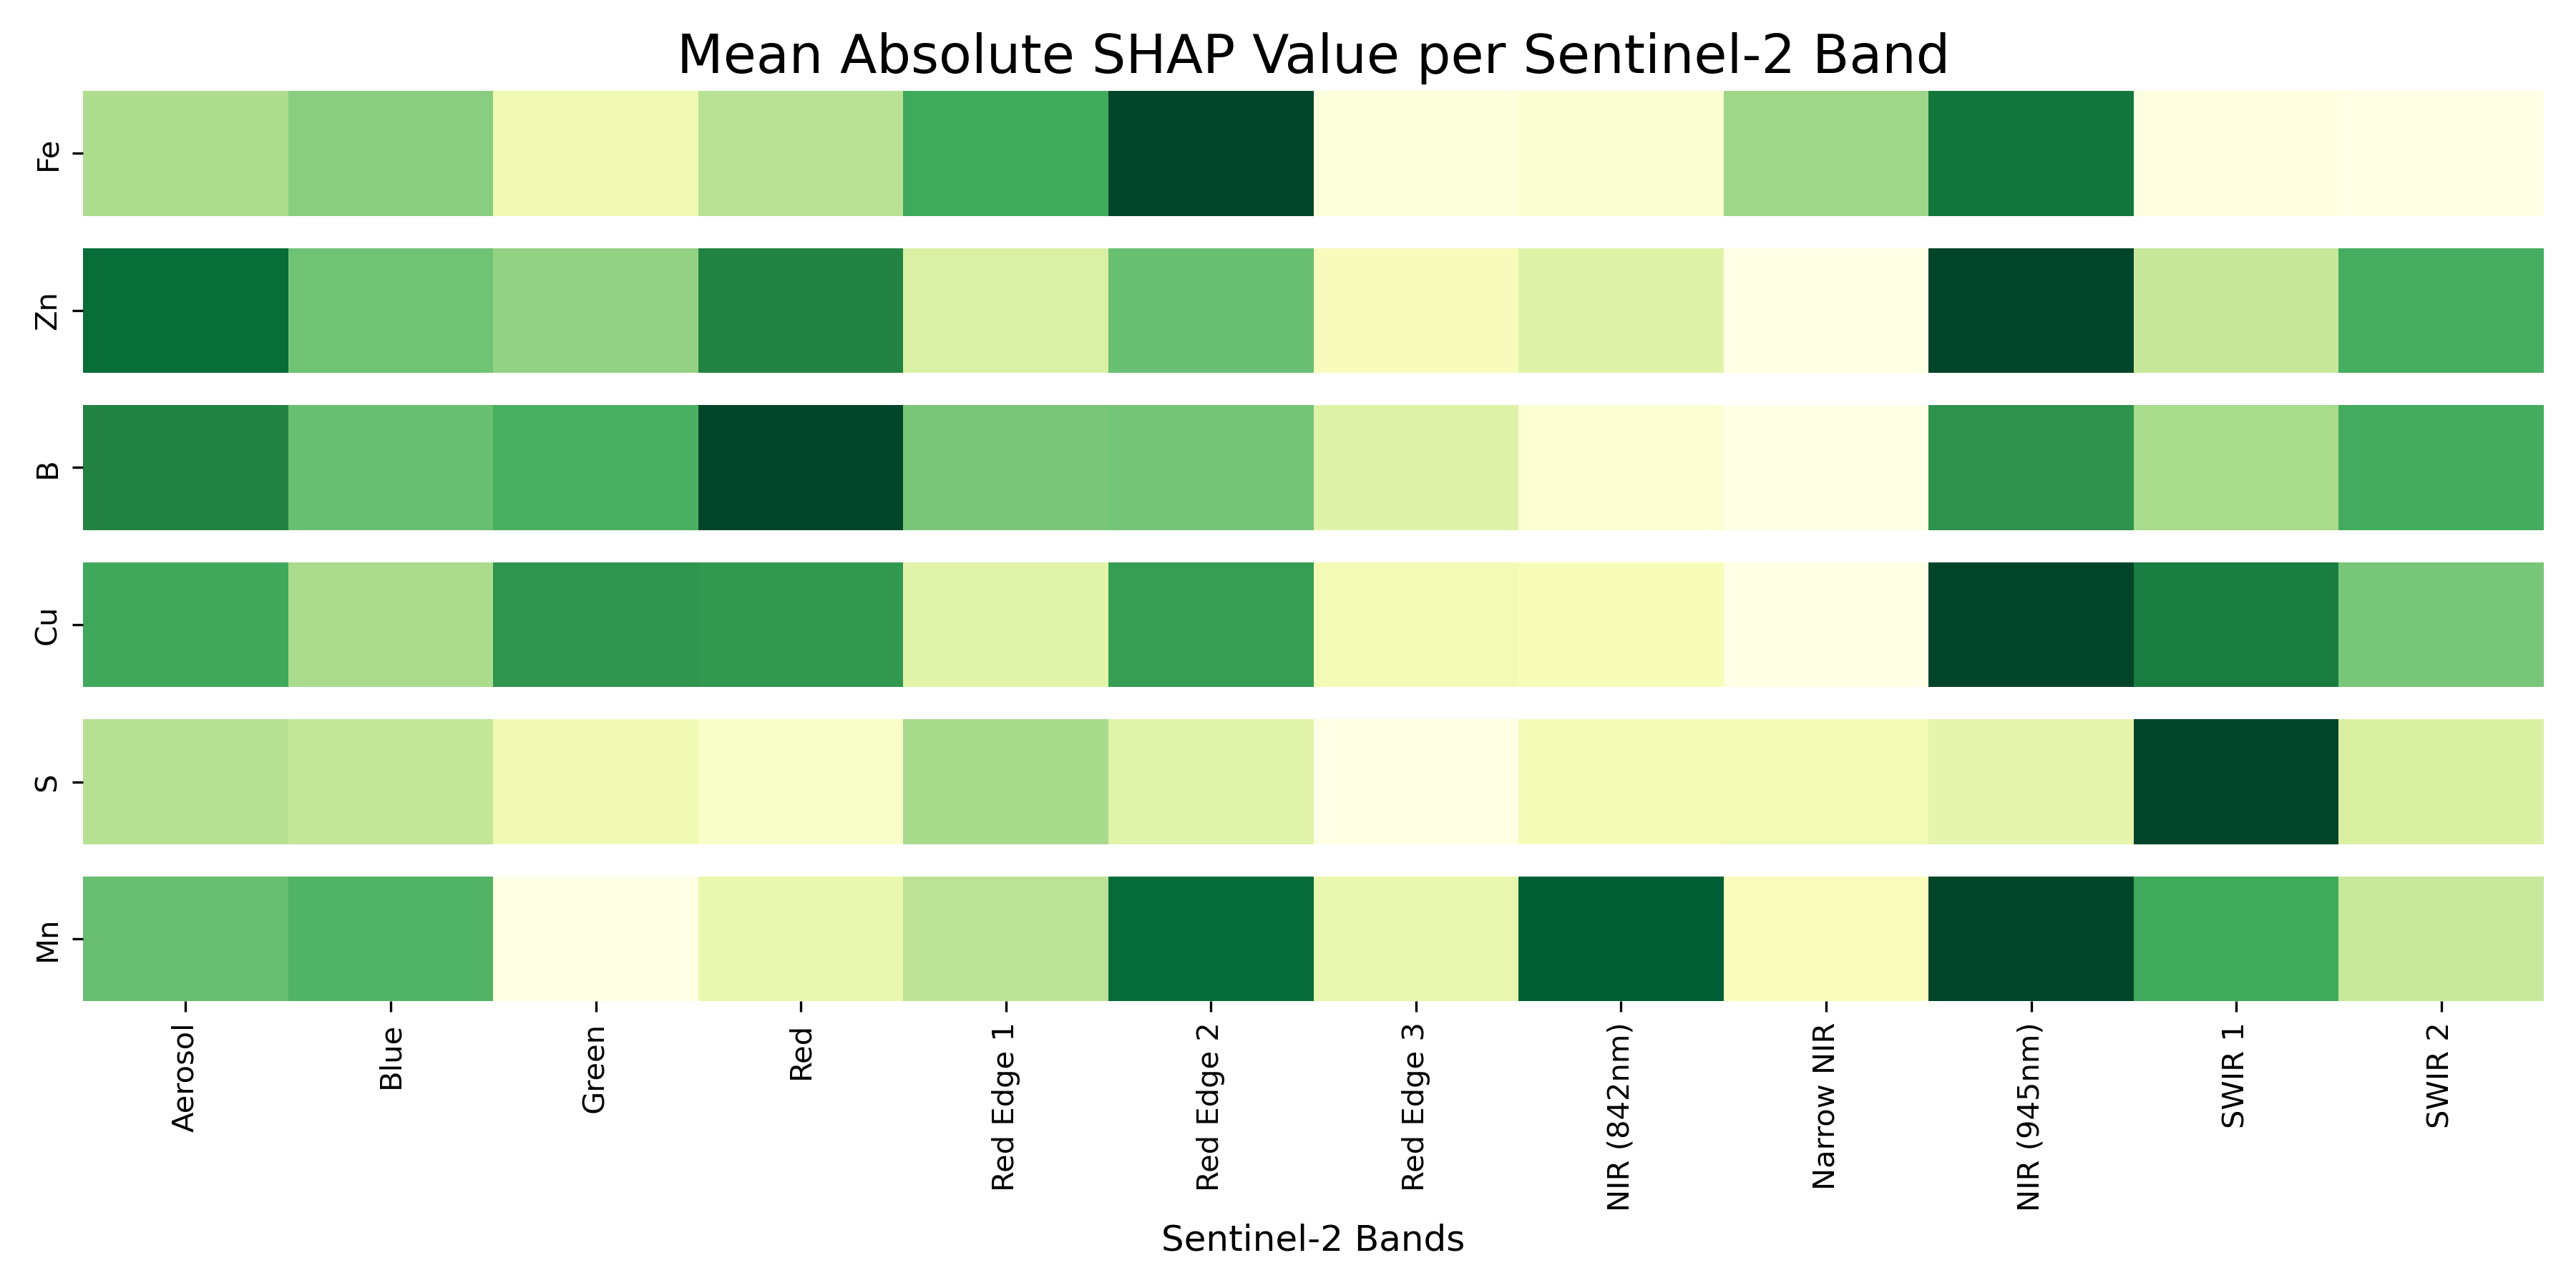 Mean Absolute SHAP Value per Sentinel-2 Band
Fe
Zn
B
Cu
S
Mn
Aerosol
Blue
Green
Red
Red Edge 1
Red Edge 2
Red Edge 3
NIR (842nm)
Narrow NIR
NIR (945nm)
SWIR 1
SWIR 2
Sentinel-2 Bands